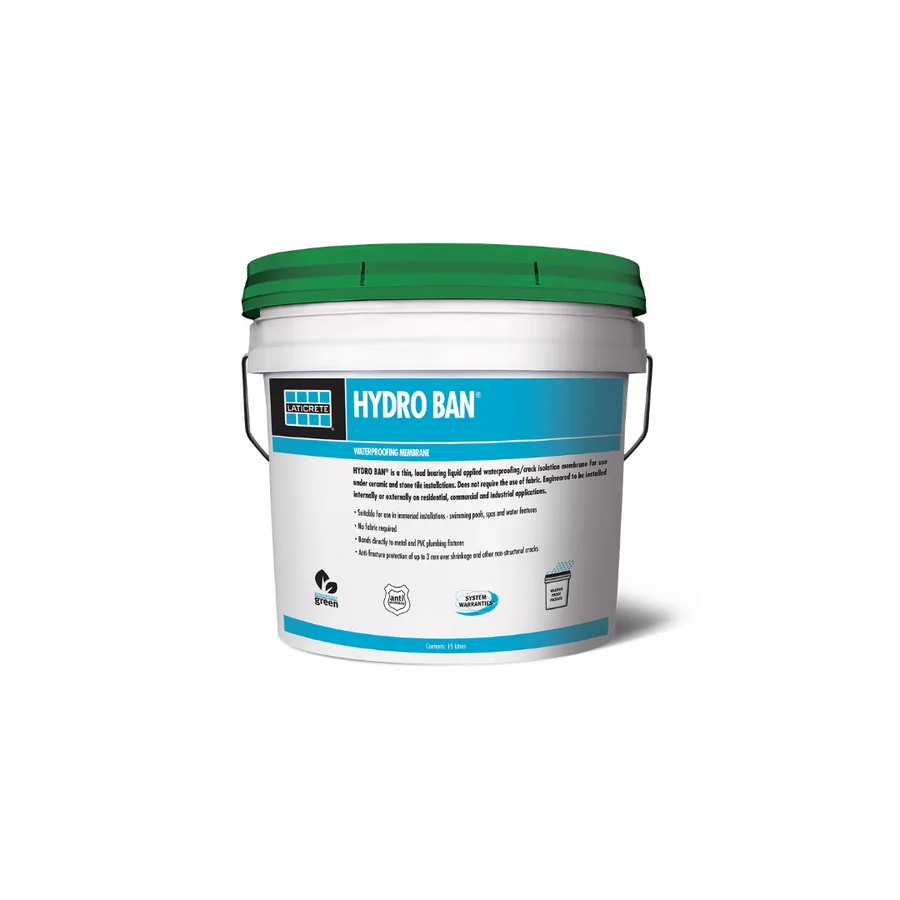 LATICRETE
HYDRO BAN®
WATERPROOFING MEMBRANE
HYDRO BAN® is a thin, load bearing liquid applied waterproofing/crack isolation membrane for use
under ceramic and stone tile installations. Does not require the use of fabric. Engineered to be installed
internally or externally on residential, commercial and industrial applications.
• Suitable for use in immersed installations - swimming pools, spas and water features
• No fabric required
• Bonds directly to metal and PVC plumbing fixtures
• Anti-fracture protection of up to 3 mm over shrinkage and other non-structural cracks
green
anti
SYSTEM
WARRANTIES
WEATHER
PROOF
PACKAGE
Contents: 15 Litres